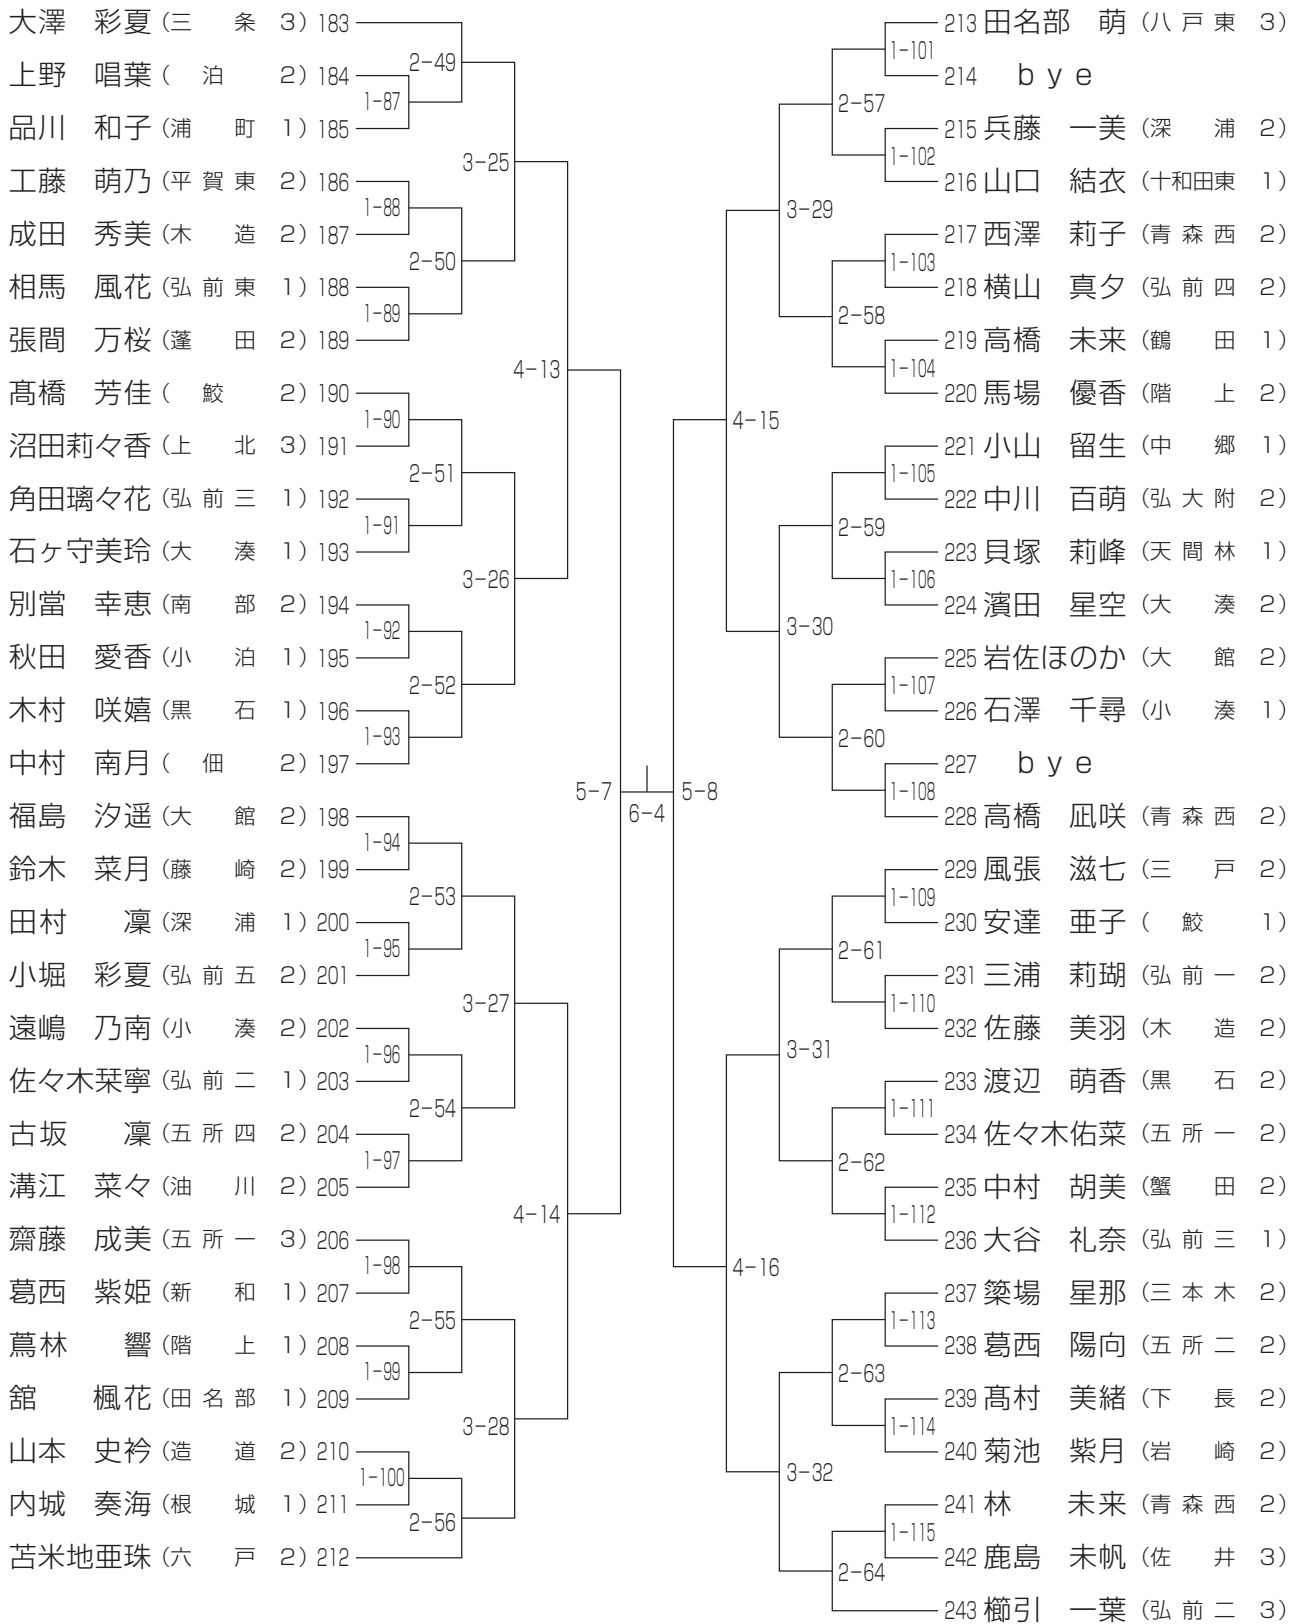 大澤 彩夏 (三条 3) 183
上野 唱葉 (泊 2) 184
品川 和子 (浦町 1) 185
工藤 萌乃 (平賀東 2) 186
成田 秀美 (木造 2) 187
相馬 風花 (弘前東 1) 188
張間 万桜 (蓬田 2) 189
髙橋 芳佳 (鮫 2) 190
沼田莉々香 (上北 3) 191
角田璃々花 (弘前三 1) 192
石ヶ守美玲 (大湊 1) 193
別當 幸恵 (南部 2) 194
秋田 愛香 (小泊 1) 195
木村 咲嬉 (黒石 1) 196
中村 南月 (佃 2) 197
福島 汐遥 (大館 2) 198
鈴木 菜月 (藤崎 2) 199
田村 凜 (深浦 1) 200
小堀 彩夏 (弘前五 2) 201
遠嶋 乃南 (小湊 2) 202
佐々木栞寧 (弘前二 1) 203
古坂 凜 (五所四 2) 204
溝江 菜々 (油川 2) 205
齋藤 成美 (五所一 3) 206
葛西 紫姫 (新和 1) 207
蔦林 響 (階上 1) 208
舘 楓花 (田名部 1) 209
山本 史衿 (造道 2) 210
内城 奏海 (根城 1) 211
苫米地亜珠 (六戸 2) 212
1-87
1-88
1-89
1-90
1-91
1-92
1-93
1-94
1-95
1-96
1-97
1-98
1-99
1-100
2-49
2-50
2-51
2-52
2-53
2-54
2-55
2-56
3-25
3-26
3-27
3-28
4-13
4-14
5-7
6-4
5-8
4-15
4-16
3-29
3-30
3-31
3-32
2-57
2-58
2-59
2-60
2-61
2-62
2-63
2-64
1-101
1-102
1-103
1-104
1-105
1-106
1-107
1-108
1-109
1-110
1-111
1-112
1-113
1-114
1-115
213 田名部 萌 (八戸東 3)
214 bye
215 兵藤 一美 (深浦 2)
216 山口 結衣 (十和田東 1)
217 西澤 莉子 (青森西 2)
218 横山 真夕 (弘前四 2)
219 高橋 未来 (鶴田 1)
220 馬場 優香 (階上 2)
221 小山 留生 (中郷 1)
222 中川 百萌 (弘大附 2)
223 貝塚 莉峰 (天間林 1)
224 濱田 星空 (大湊 2)
225 岩佐ほのか (大館 2)
226 石澤 千尋 (小湊 1)
227 bye
228 高橋 凪咲 (青森西 2)
229 風張 滋七 (三戸 2)
230 安達 亜子 (鮫 1)
231 三浦 莉瑚 (弘前一 2)
232 佐藤 美羽 (木造 2)
233 渡辺 萌香 (黒石 2)
234 佐々木佑菜 (五所一 2)
235 中村 胡美 (蟹田 2)
236 大谷 礼奈 (弘前三 1)
237 簗場 星那 (三本木 2)
238 葛西 陽向 (五所二 2)
239 髙村 美緒 (下長 2)
240 菊池 紫月 (岩崎 2)
241 林 未来 (青森西 2)
242 鹿島 未帆 (佐井 3)
243 櫛引 一葉 (弘前二 3)